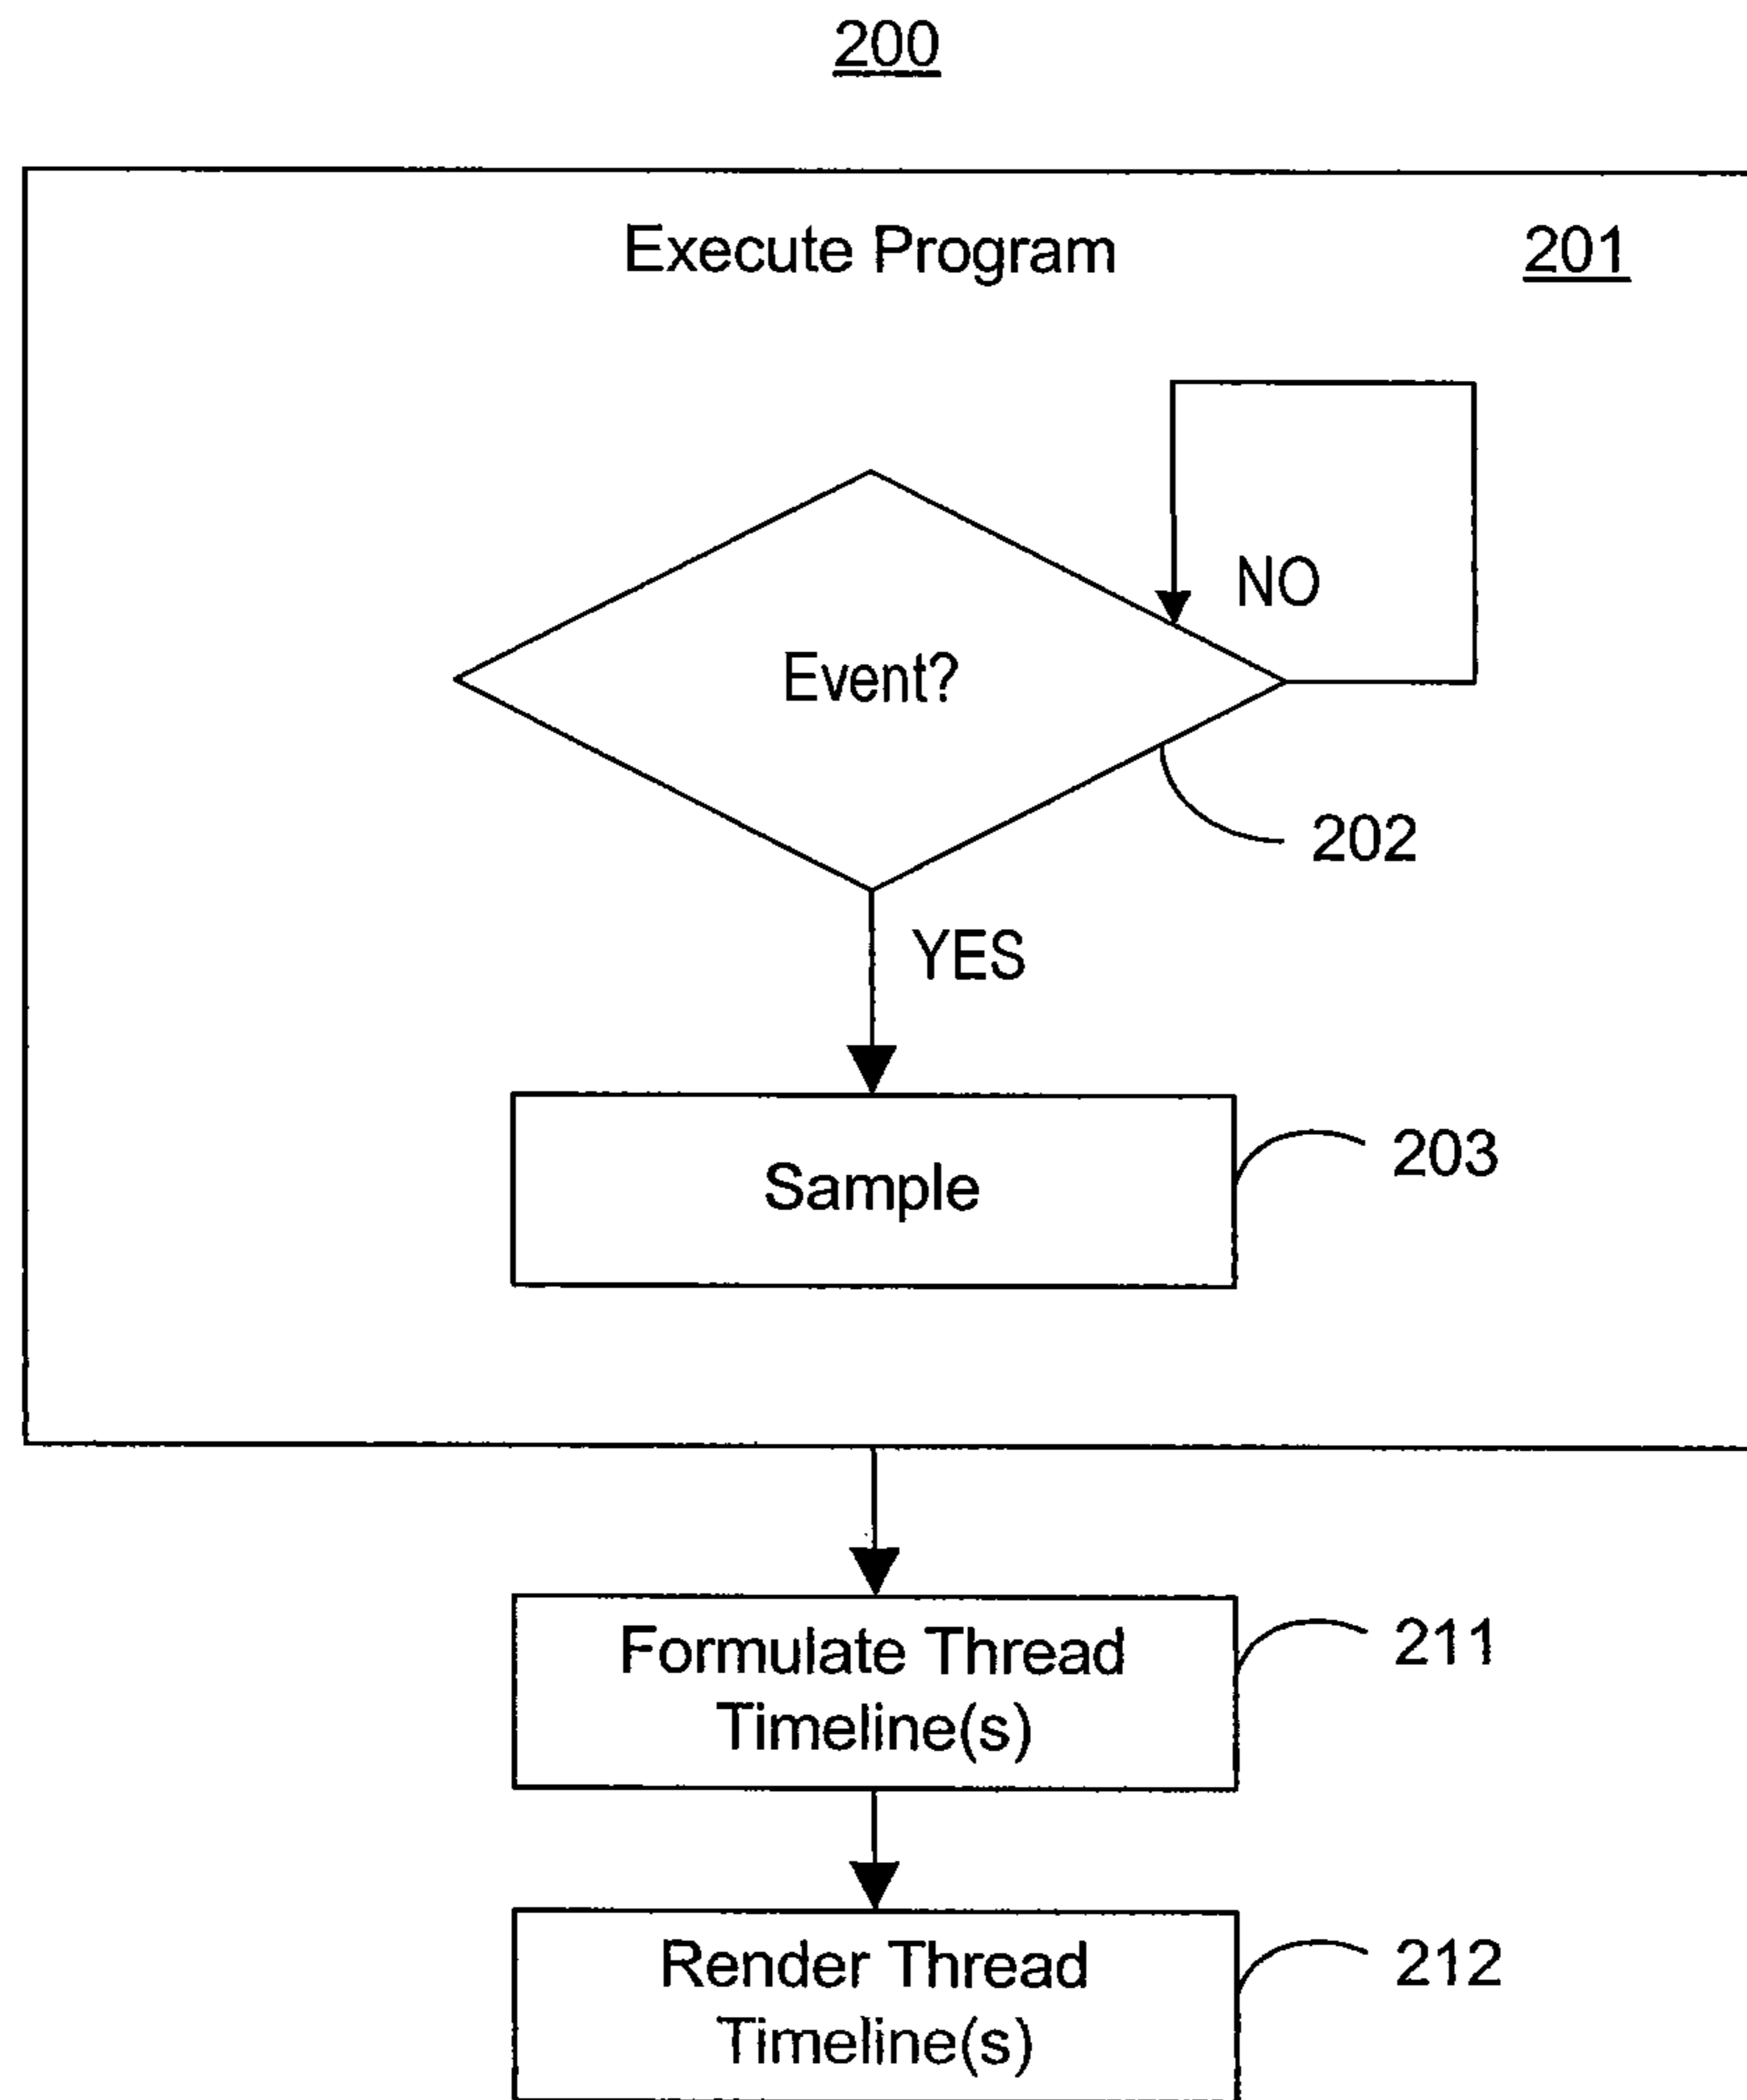 200
Execute Program
201
NO
Event?
202
YES
Sample
203
Formulate Thread
Timeline(s)
211
Render Thread
Timeline(s)
212